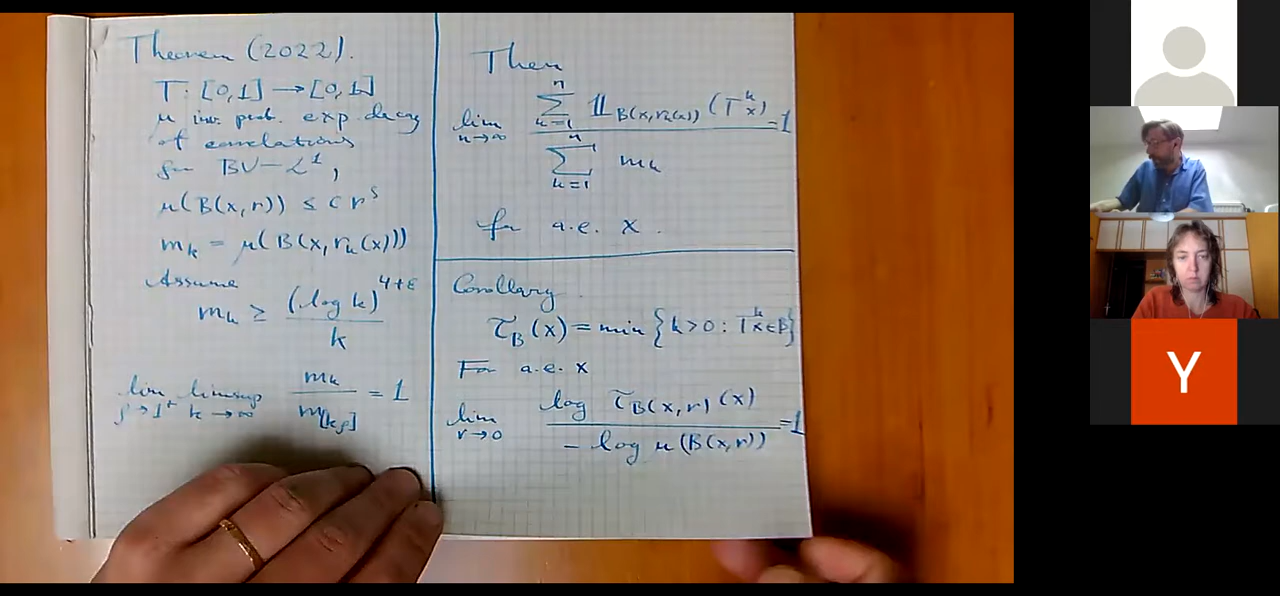 Theorem (2022).
T: [0,1] → [0,1]
μ inv. prob. exp. decay
of correlations
for BV - L¹,
μ(B(x,r)) ≤ c r^s
m_k = μ(B(x, r_k(x)))
Assume
m_k ≥ (log k)^{4+ε} / k
lim_{ρ→1⁺} limsup_{k→∞} m_k / m_{[kρ]} = 1
Then
lim_{n→∞} ∑_{k=1}^{n} 𝟙_{B(x,r_k(x))} (T^k x) / ∑_{k=1}^{n} m_k = 1
for a.e. x.
Corollary.
τ_B(x) = min {k>0 : T^k x ∈ B}
For a.e. x
lim_{r→0} log τ_{B(x,r)}(x) / - log μ(B(x,r)) = 1
Y